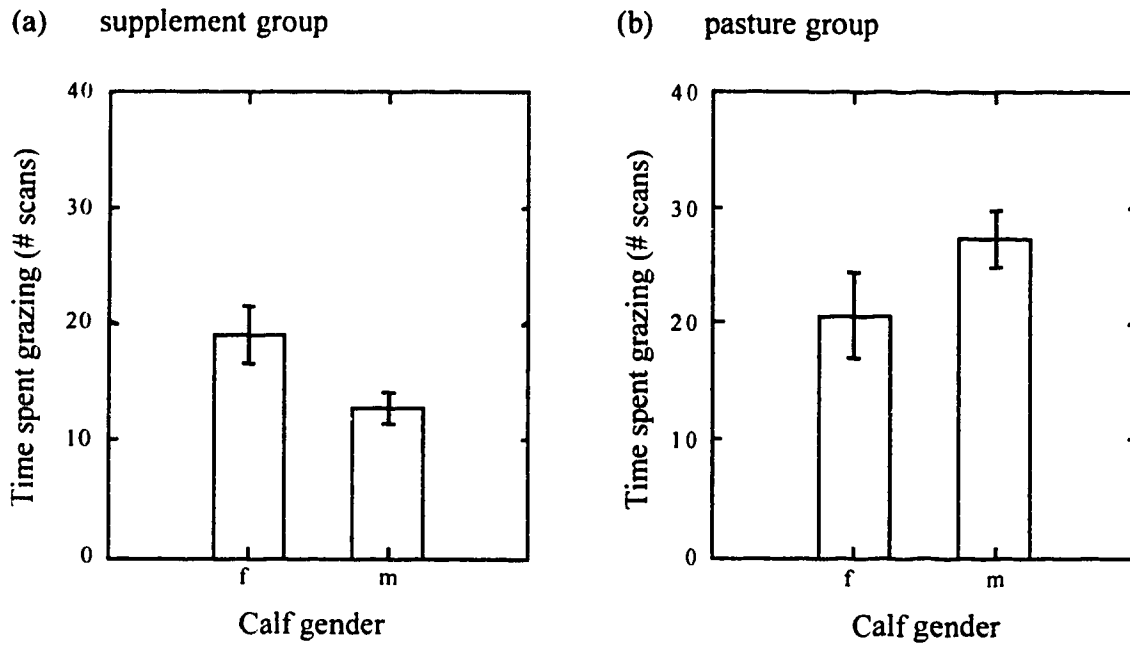 (a) supplement group
40
30
20
10
0
Time spent grazing (# scans)
f m
Calf gender
(b) pasture group
40
30
20
10
0
Time spent grazing (# scans)
f m
Calf gender